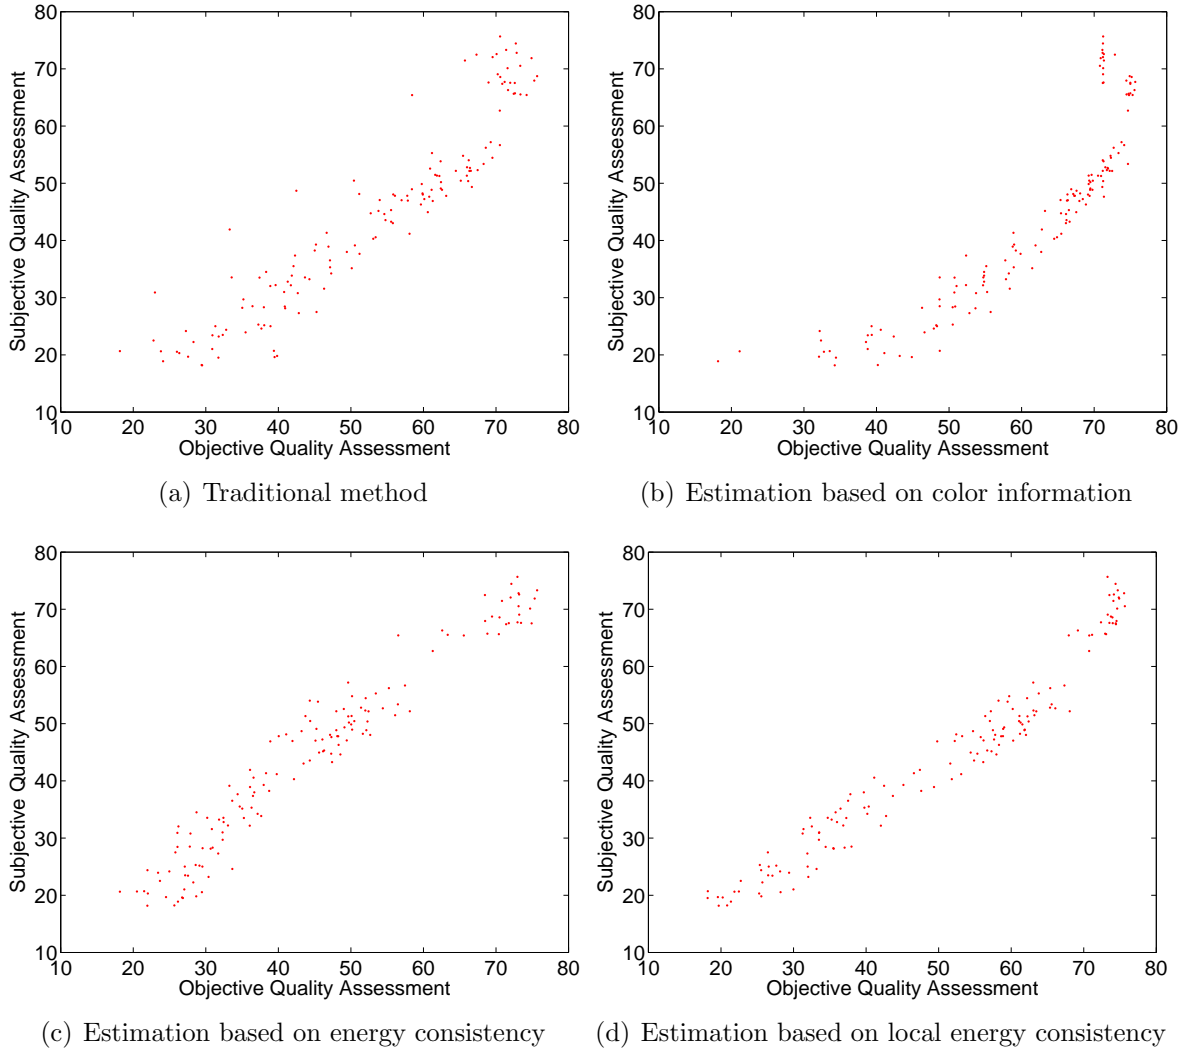 80
70
60
50
40
30
20
10
Subjective Quality Assessment
10 20 30 40 50 60 70 80
Objective Quality Assessment
(a) Traditional method
80
70
60
50
40
30
20
10
Subjective Quality Assessment
10 20 30 40 50 60 70 80
Objective Quality Assessment
(b) Estimation based on color information
80
70
60
50
40
30
20
10
Subjective Quality Assessment
10 20 30 40 50 60 70 80
Objective Quality Assessment
(c) Estimation based on energy consistency
80
70
60
50
40
30
20
10
Subjective Quality Assessment
10 20 30 40 50 60 70 80
Objective Quality Assessment
(d) Estimation based on local energy consistency